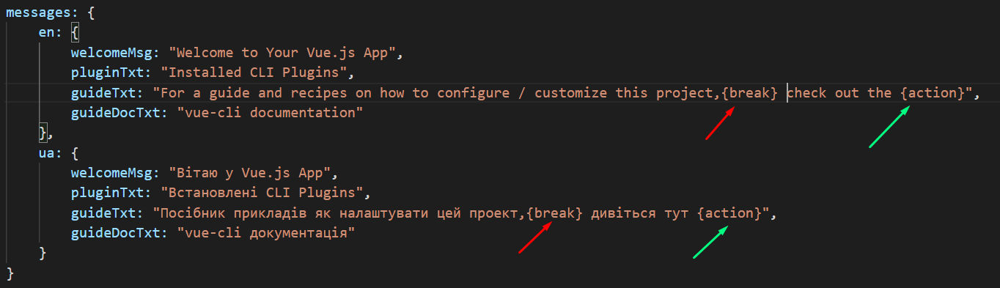 messages: {
en: {
welcomeMsg: "Welcome to Your Vue.js App",
pluginTxt: "Installed CLI Plugins",
guideTxt: "For a guide and recipes on how to configure / customize this project,{break} check out the {action}",
guideDocTxt: "vue-cli documentation"
},
ua: {
welcomeMsg: "Вітаю у Vue.js App",
pluginTxt: "Встановлені CLI Plugins",
guideTxt: "Посібник прикладів як налаштувати цей проект,{break} дивіться тут {action}",
guideDocTxt: "vue-cli документація"
}
}